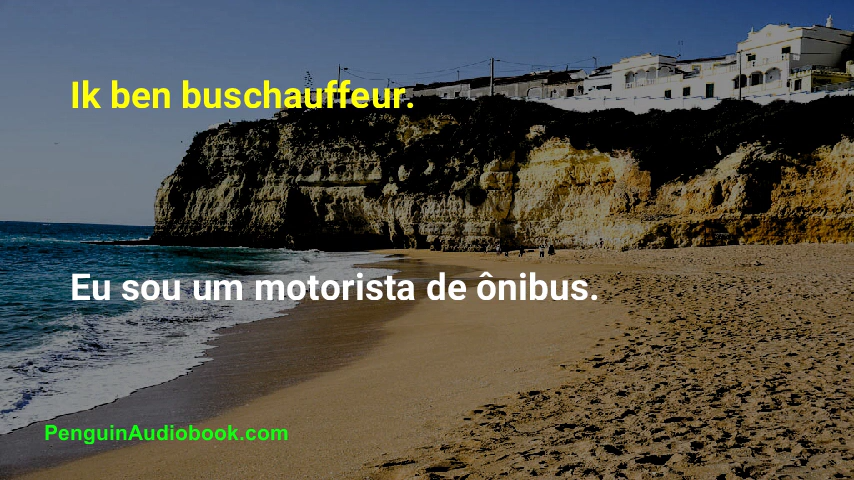 Ik ben buschauffeur.
Eu sou um motorista de ônibus.
PenguinAudiobook.com